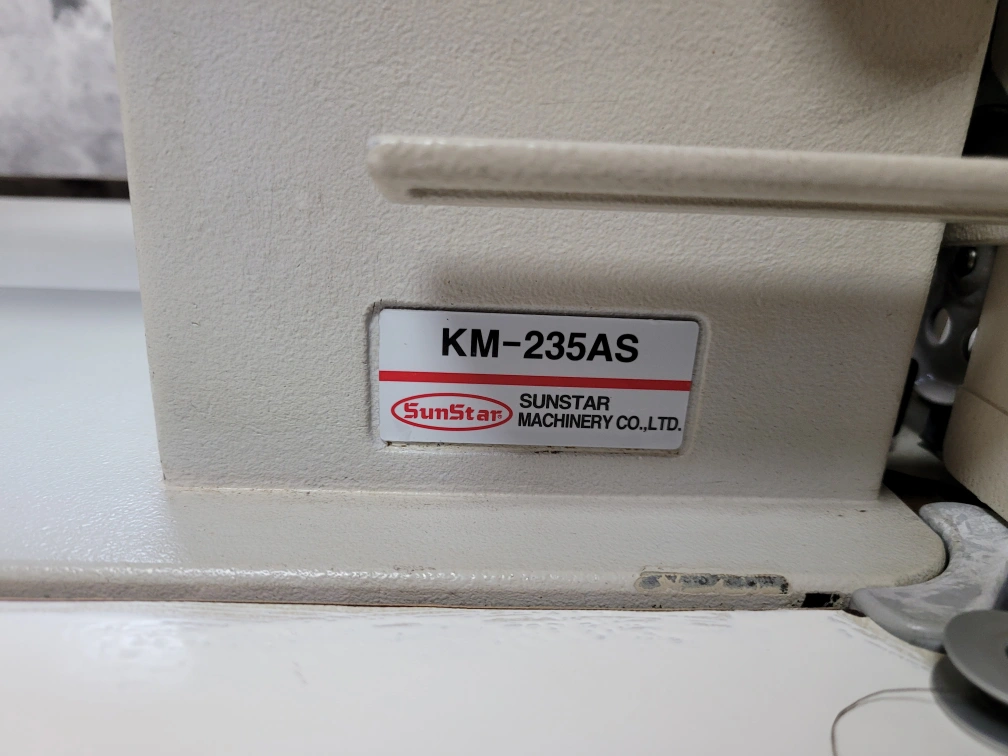 KM-235AS
SunStar
SUNSTAR
MACHINERY CO.,LTD.